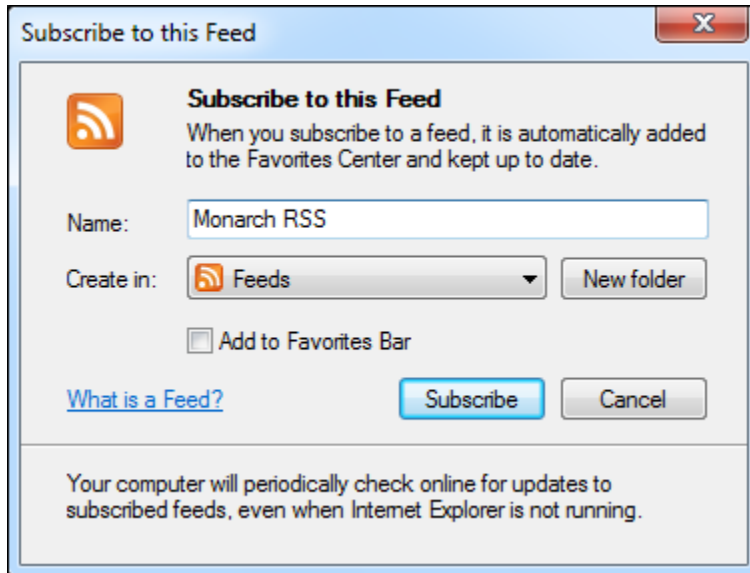 Subscribe to this Feed
Subscribe to this Feed
When you subscribe to a feed, it is automatically added
to the Favorites Center and kept up to date.
Name: Monarch RSS
Create in: Feeds New folder
Add to Favorites Bar
What is a Feed? Subscribe Cancel
Your computer will periodically check online for updates to
subscribed feeds, even when Internet Explorer is not running.